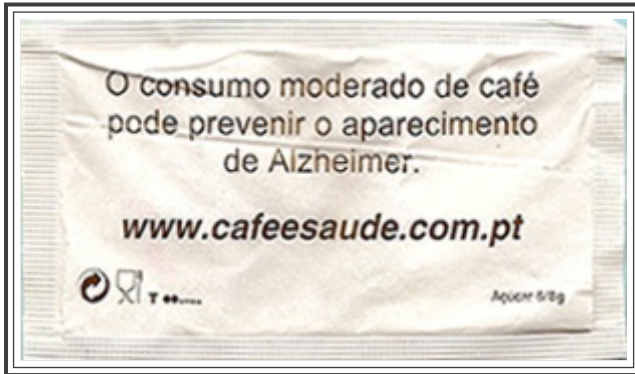 O consumo moderado de café
pode prevenir o aparecimento
de Alzheimer.
www.cafeesaude.com.pt
T
Açúcar 6/8g